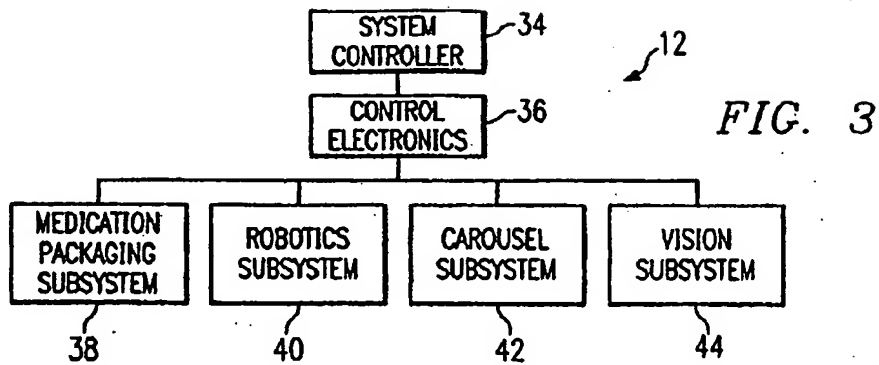 SYSTEM
CONTROLLER
34
12
CONTROL
ELECTRONICS
36
FIG. 3
MEDICATION
PACKAGING
SUBSYSTEM
ROBOTICS
SUBSYSTEM
CAROUSEL
SUBSYSTEM
VISION
SUBSYSTEM
38
40
42
44